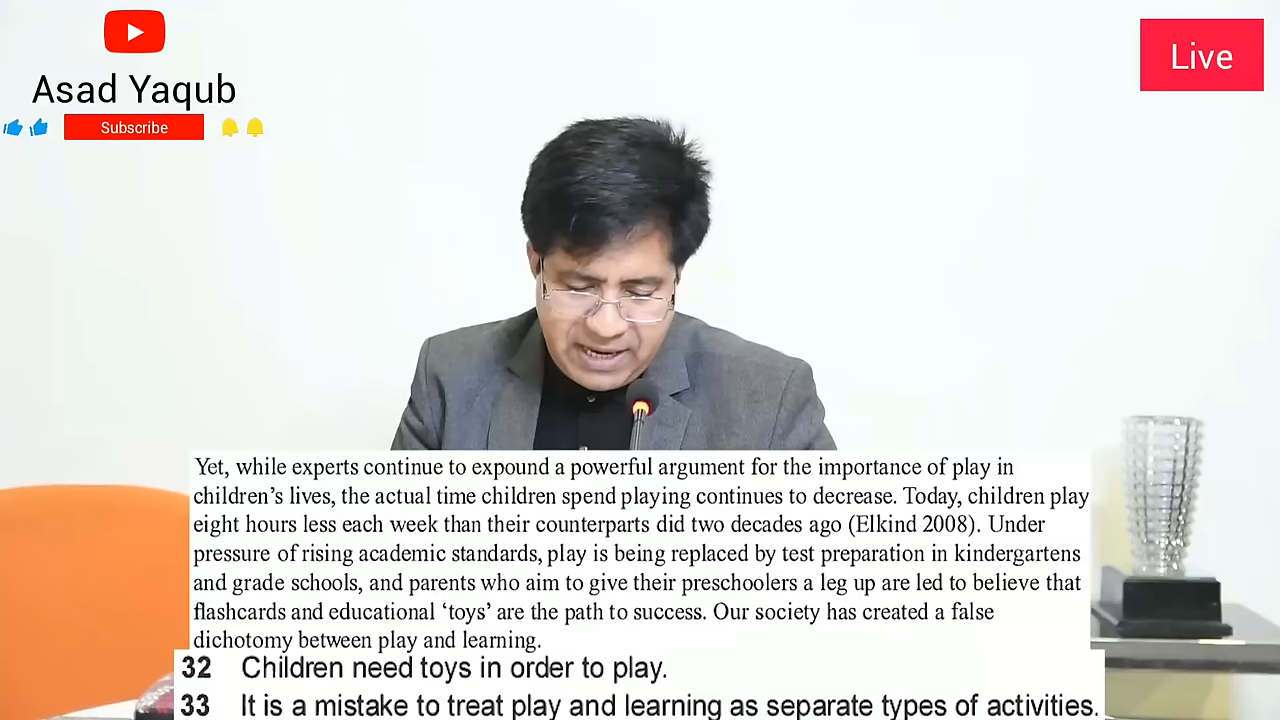 Asad Yaqub
Subscribe
Live
Yet, while experts continue to expound a powerful argument for the importance of play in
children's lives, the actual time children spend playing continues to decrease. Today, children play
eight hours less each week than their counterparts did two decades ago (Elkind 2008). Under
pressure of rising academic standards, play is being replaced by test preparation in kindergartens
and grade schools, and parents who aim to give their preschoolers a leg up are led to believe that
flashcards and educational ‘toys’ are the path to success. Our society has created a false
dichotomy between play and learning.
32 Children need toys in order to play.
33 It is a mistake to treat play and learning as separate types of activities.